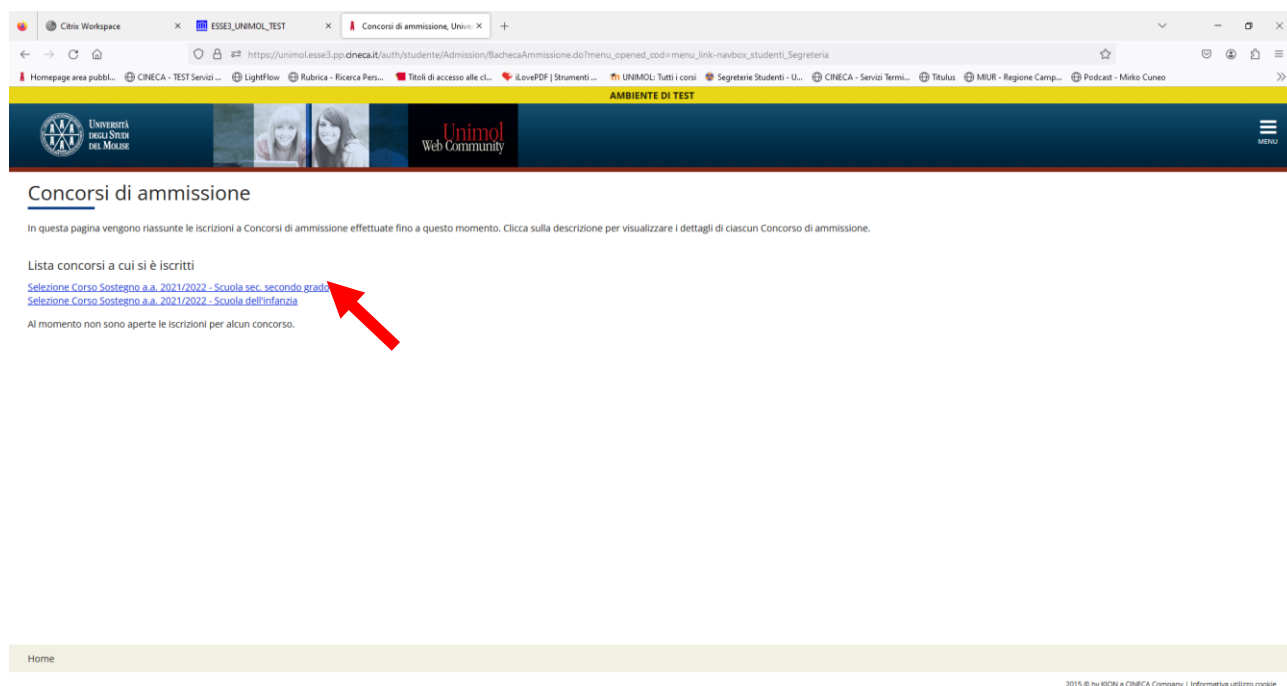 Citrix Workspace
ESSE3_UNIMOL_TEST
Concorsi di ammissione, Univer
https://unimol.esse3.pp.cineca.it/auth/studente/Admission/BachecaAmmissione.do?menu_opened_cod=menu_link-navbox_studenti_Segreteria
Homepage area pubbl... CINECA - TEST Servizi ... LightFlow Rubrica - Ricerca Pers... Titoli di accesso alle cl... iLovePDF | Strumenti ... UNIMOL: Tutti i corsi Segreterie Studenti - U... CINECA - Servizi Termi... Titulus MIUR - Regione Camp... Podcast - Mirko Cuneo
AMBIENTE DI TEST
Università
degli Studi
del Molise
Unimol
Web Community
MENU
Concorsi di ammissione
In questa pagina vengono riassunte le iscrizioni a Concorsi di ammissione effettuate fino a questo momento. Clicca sulla descrizione per visualizzare i dettagli di ciascun Concorso di ammissione.
Lista concorsi a cui si è iscritti
Selezione Corso Sostegno a.a. 2021/2022 - Scuola sec. secondo grado
Selezione Corso Sostegno a.a. 2021/2022 - Scuola dell'infanzia
Al momento non sono aperte le iscrizioni per alcun concorso.
Home
2015 © by KION a CINECA Company | Informativa utilizzo cookie